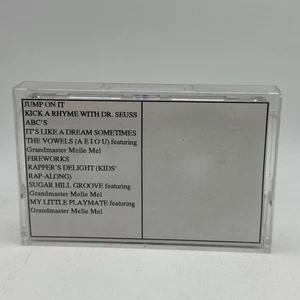 JUMP ON IT
KICK A RHYME WITH DR. SEUSS
ABC'S
IT'S LIKE A DREAM SOMETIMES
THE VOWELS (A E I O U) featuring
Grandmaster Melle Mel
FIREWORKS
RAPPER'S DELIGHT (KIDS'
RAP-ALONG)
SUGAR HILL GROOVE featuring
Grandmaster Melle Mel
MY LITTLE PLAYMATE featuring
Grandmaster Melle Mel